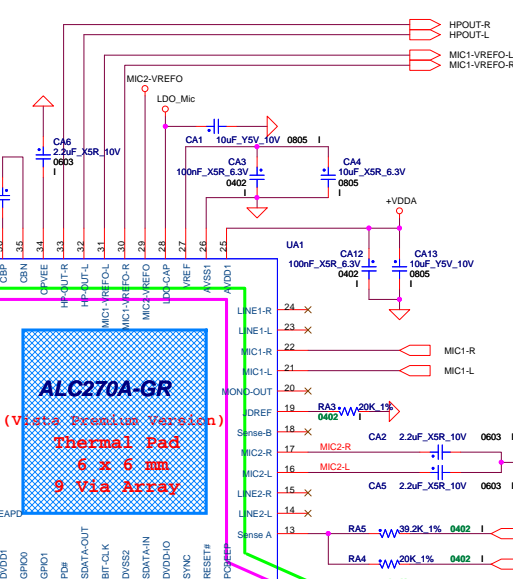 HPOUT-R
HPOUT-L
MIC1-VREFO-L
MIC1-VREFO-R
MIC2-VREFO
LDO_Mic
CA1 10uF_Y5V_10V 0805 I
CA6
2.2uF_X5R_10V
0603
I
CA3
100nF_X5R_6.3V
0402
I
CA4
10uF_X5R_6.3V
0805
I
+VDDA
35
34
33
32
31
30
29
28
27
26
25
UA1
CBP
CBN
CPVEE
HP-OUT-R
HP-OUT-L
MIC1-VREFO-L
MIC1-VREFO-R
MIC2-VREFO
LDO-CAP
VREF
AVSS1
AVDD1
CA12
100nF_X5R_6.3V
0402
I
CA13
10uF_Y5V_10V
0805
I
LINE1-R 24
LINE1-L 23
MIC1-R 22 MIC1-R
MIC1-L 21 MIC1-L
MONO-OUT 20
JDREF 19 RA3 20K_1%
0402 I
Sense-B 18
MIC2-R 17 MIC2-R CA2 2.2uF_X5R_10V 0603 I
MIC2-L 16 MIC2-L
CA5 2.2uF_X5R_10V 0603 I
LINE2-R 15
LINE2-L 14
Sense A 13 RA5 39.2K_1% 0402 I
RA4 20K_1% 0402 I
ALC270A-GR
(Vista Premium Version)
Thermal Pad
6 x 6 mm
9 Via Array
EAPD
DVDD1
GPIO0
GPIO1
PD#
SDATA-OUT
BIT-CLK
DVSS2
SDATA-IN
DVDD-IO
SYNC
RESET#
PCBEEP